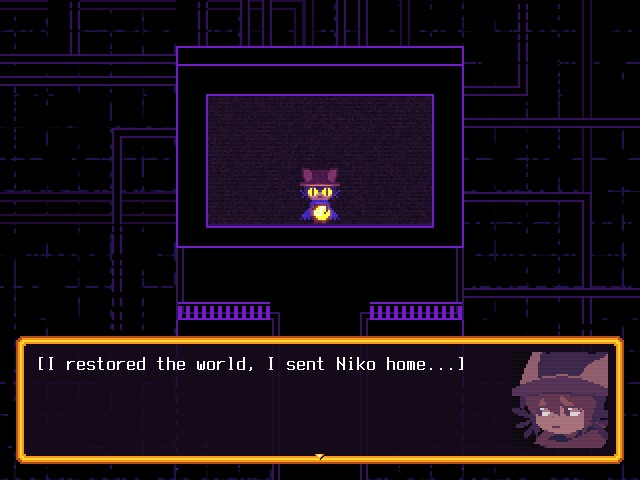 [I restored the world, I sent Niko home...]